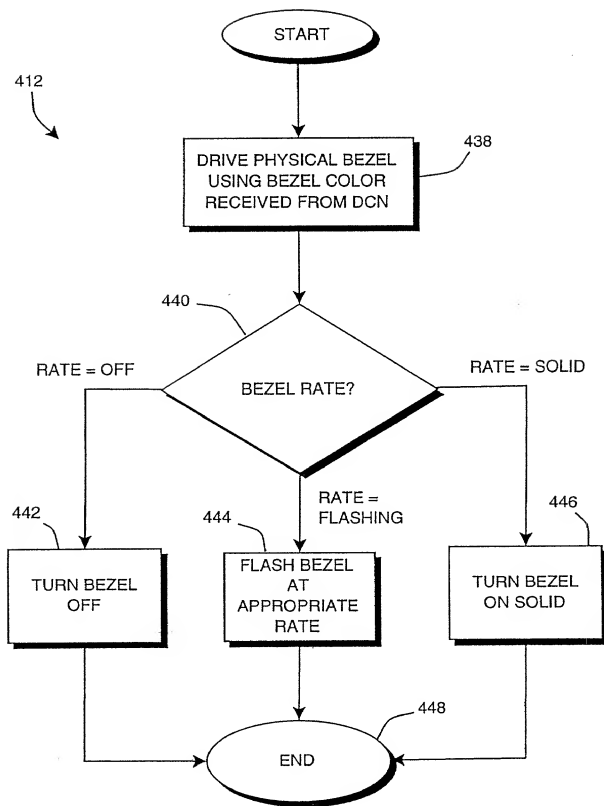 START
412
438
DRIVE PHYSICAL BEZEL
USING BEZEL COLOR
RECEIVED FROM DCN
440
RATE = OFF
BEZEL RATE?
RATE = SOLID
RATE =
FLASHING
442
TURN BEZEL
OFF
444
FLASH BEZEL
AT
APPROPRIATE
RATE
446
TURN BEZEL
ON SOLID
448
END